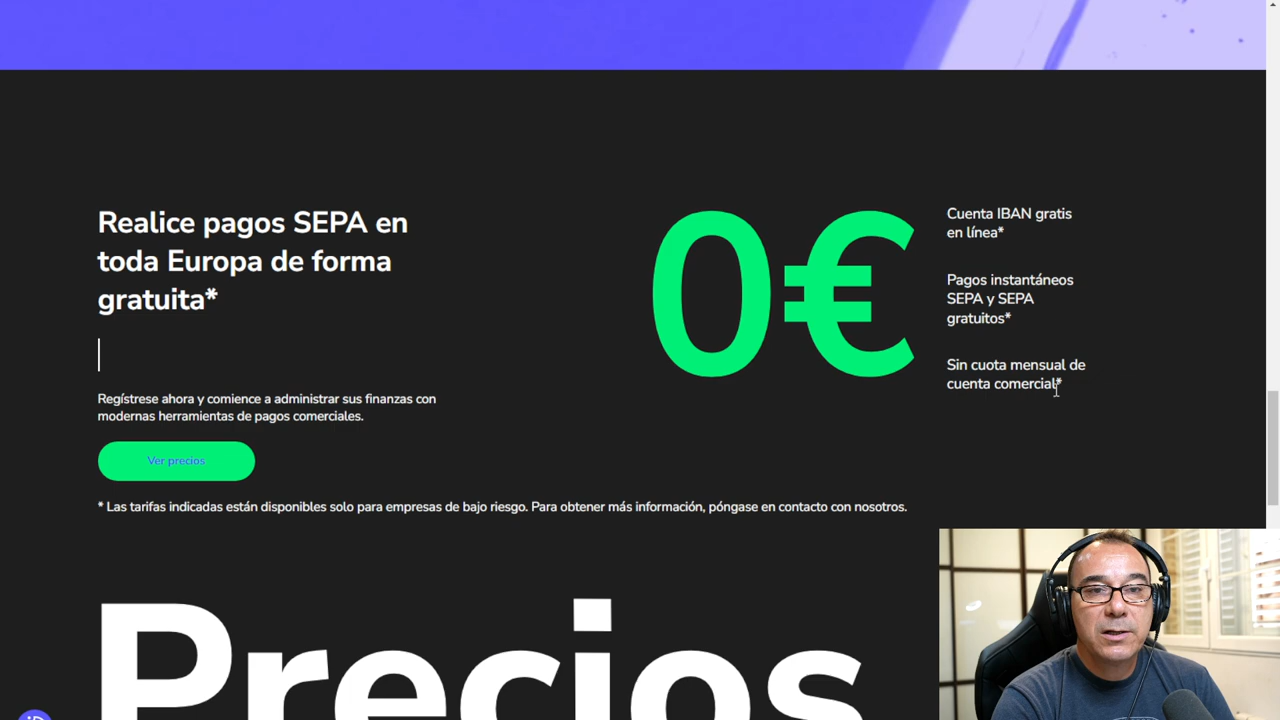 Realice pagos SEPA en
toda Europa de forma
gratuita*
Regístrese ahora y comience a administrar sus finanzas con
modernas herramientas de pagos comerciales.
Ver precios
* Las tarifas indicadas están disponibles solo para empresas de bajo riesgo. Para obtener más información, póngase en contacto con nosotros.
0€
Cuenta IBAN gratis
en línea*
Pagos instantáneos
SEPA y SEPA
gratuitos*
Sin cuota mensual de
cuenta comercial*
Precios